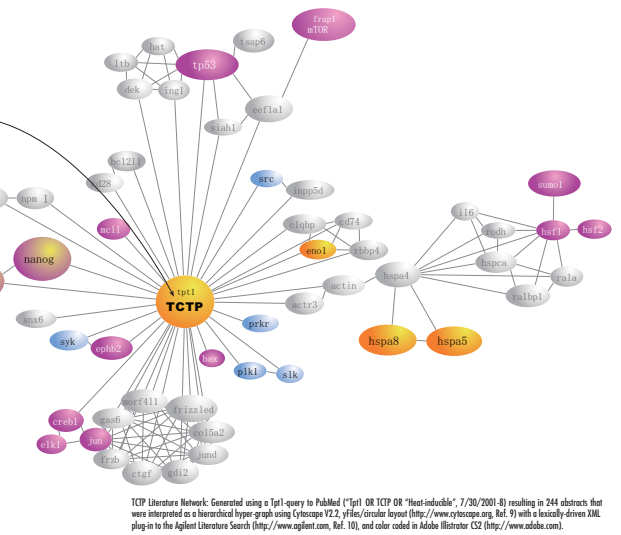 frap1
mTOR
hat
tsap6
ltb
tp53
dek
ing1
eef1a1
siah1
bcl2l1
cd28
src
inpp5d
sumo1
npm 1
il6
mcl1
c1qbp
cd74
rodh
hsf1
hsf2
nanog
eno1
rbbp4
hspca
hspa4
rala
actin
tpt1
TCTP
actr3
ralbp1
snx6
prkr
syk
ephb2
hspa8
hspa5
bax
plk1
slk
morf4l1
frizzled
creb1
gas6
col5a2
elk1
jun
jund
frzb
ctgf
gdi2
TCTP Literature Network: Generated using a Tpt1-query to PubMed ("Tpt1 OR TCTP OR "Heat-inducible", 7/30/2001-8) resulting in 244 abstracts that
were interpreted as a hierarchical hyper-graph using Cytoscape V2.2, yFiles/circular layout (http://www.cytoscape.org, Ref. 9) with a lexically-driven XML
plug-in to the Agilent Literature Search (http://www.agilent.com, Ref. 10), and color coded in Adobe Illistrator CS2 (http://www.adobe.com).